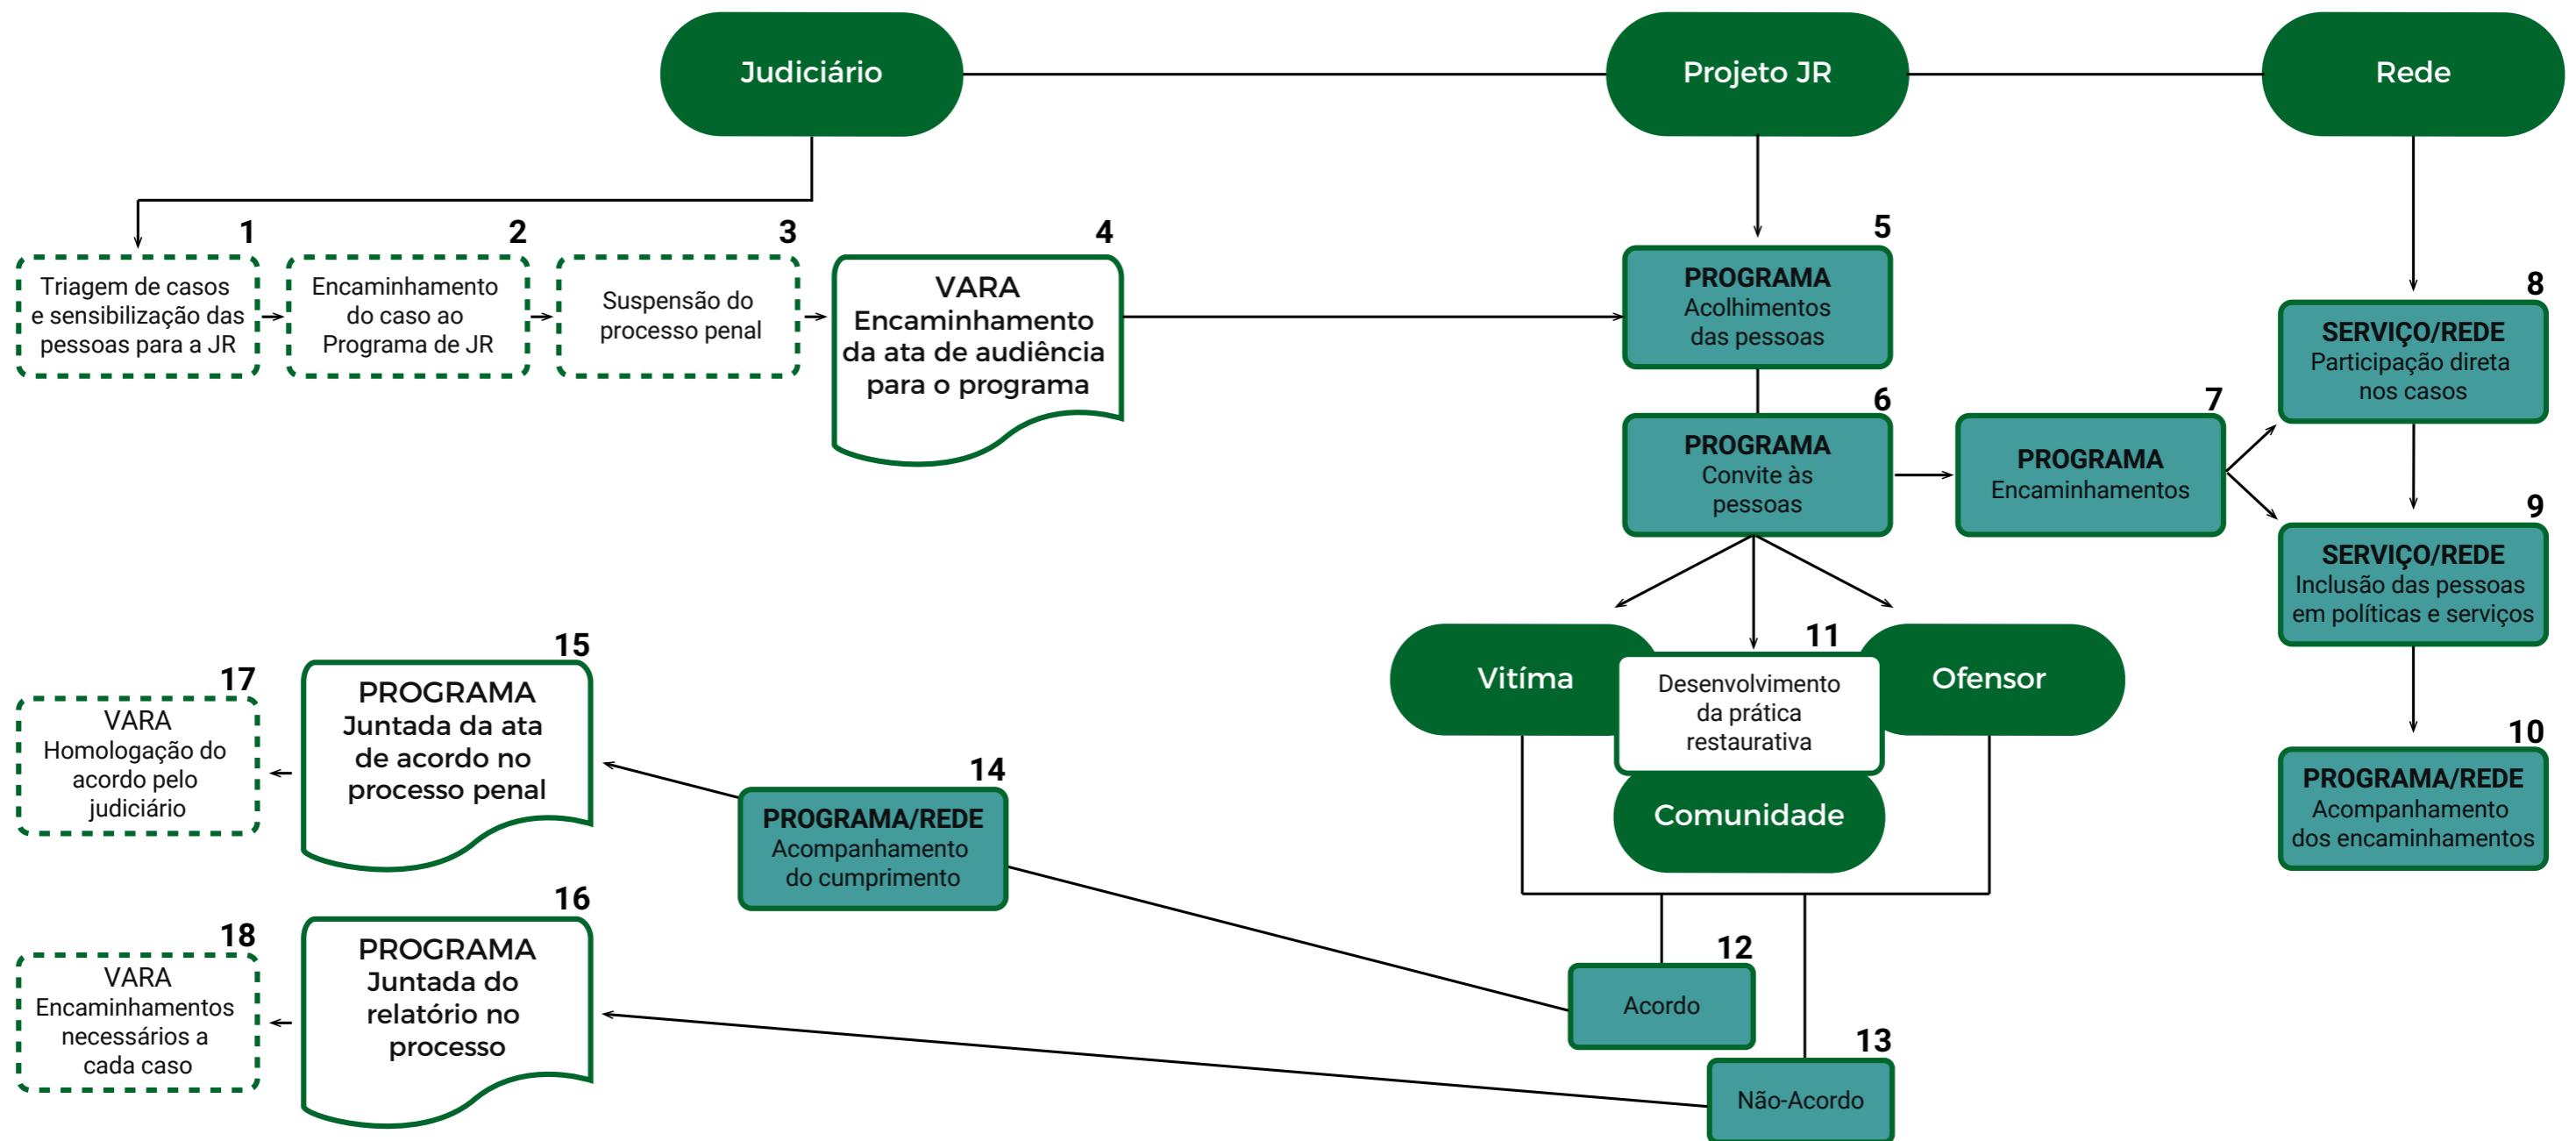 Judiciário
Projeto JR
Rede
1
Triagem de casos
e sensibilização das
pessoas para a JR
2
Encaminhamento
do caso ao
Programa de JR
3
Suspensão do
processo penal
4
VARA
Encaminhamento
da ata de audiência
para o programa
5
PROGRAMA
Acolhimentos
das pessoas
6
PROGRAMA
Convite às
pessoas
7
PROGRAMA
Encaminhamentos
8
SERVIÇO/REDE
Participação direta
nos casos
9
SERVIÇO/REDE
Inclusão das pessoas
em políticas e serviços
10
PROGRAMA/REDE
Acompanhamento
dos encaminhamentos
Vitíma
11
Desenvolvimento
da prática
restaurativa
Ofensor
Comunidade
12
Acordo
13
Não-Acordo
14
PROGRAMA/REDE
Acompanhamento
do cumprimento
15
PROGRAMA
Juntada da ata
de acordo no
processo penal
16
PROGRAMA
Juntada do
relatório no
processo
17
VARA
Homologação do
acordo pelo
judiciário
18
VARA
Encaminhamentos
necessários a
cada caso